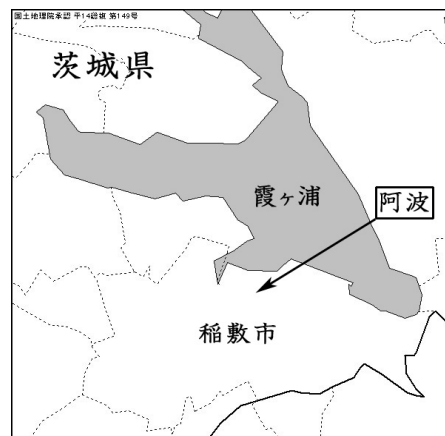 国土地理院承認 平14総複 第149号
茨城県
霞ヶ浦
阿波
稲敷市